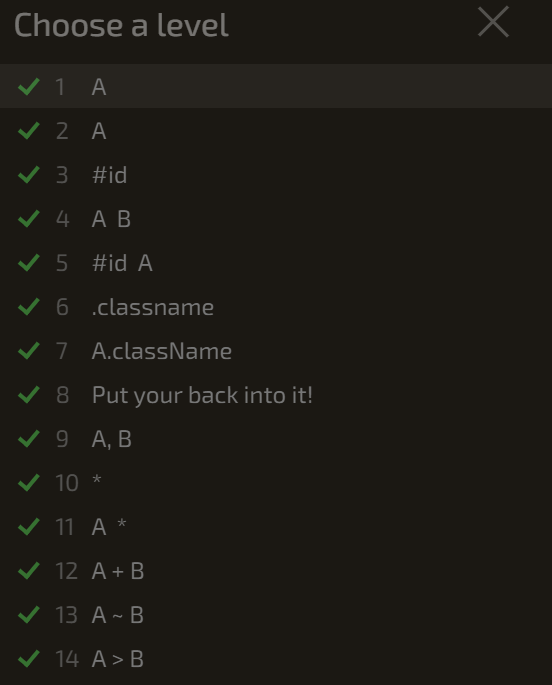 Choose a level
1 A
2 A
3 #id
4 A B
5 #id A
6 .classname
7 A.className
8 Put your back into it!
9 A, B
10 *
11 A *
12 A + B
13 A ~ B
14 A > B